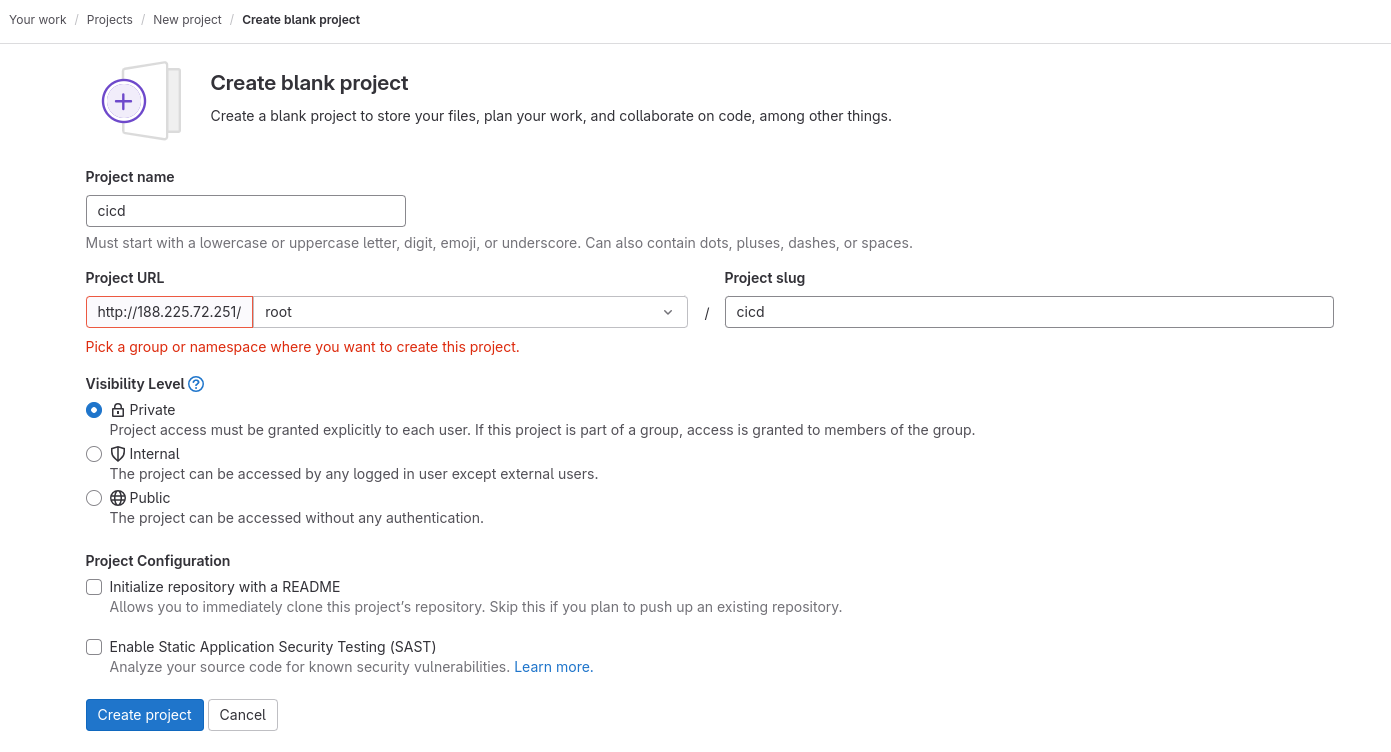 Your work / Projects / New project / Create blank project
Create blank project
Create a blank project to store your files, plan your work, and collaborate on code, among other things.
Project name
cicd
Must start with a lowercase or uppercase letter, digit, emoji, or underscore. Can also contain dots, pluses, dashes, or spaces.
Project URL Project slug
http://188.225.72.251/ root / cicd
Pick a group or namespace where you want to create this project.
Visibility Level
Private
Project access must be granted explicitly to each user. If this project is part of a group, access is granted to members of the group.
Internal
The project can be accessed by any logged in user except external users.
Public
The project can be accessed without any authentication.
Project Configuration
Initialize repository with a README
Allows you to immediately clone this project’s repository. Skip this if you plan to push up an existing repository.
Enable Static Application Security Testing (SAST)
Analyze your source code for known security vulnerabilities. Learn more.
Create project Cancel